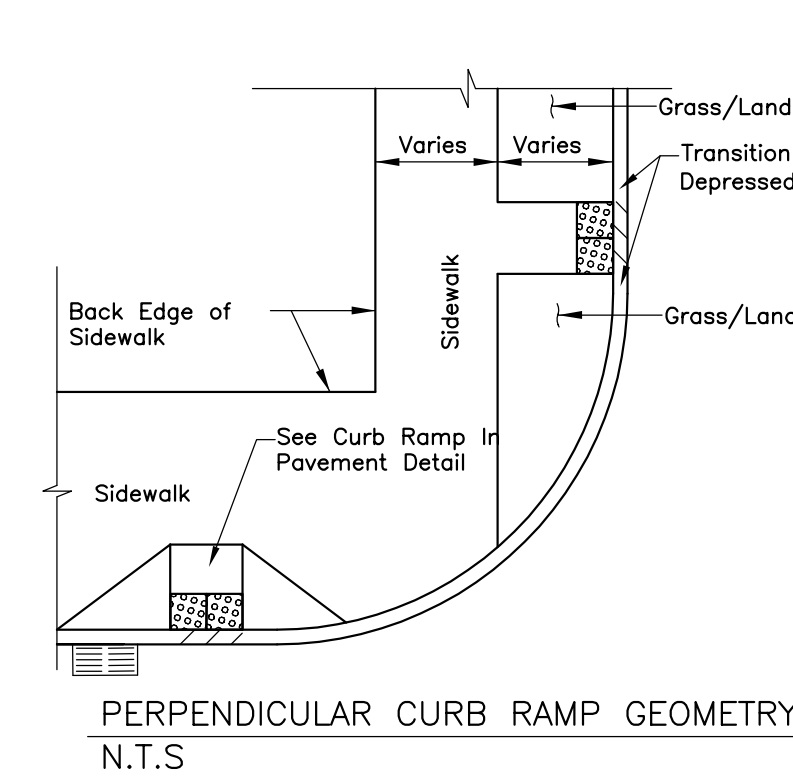 Grass/Land
Varies
Varies
Transition
Depressed
Sidewalk
Back Edge of
Sidewalk
Grass/Land
See Curb Ramp In
Pavement Detail
Sidewalk
PERPENDICULAR CURB RAMP GEOMETRY
N.T.S